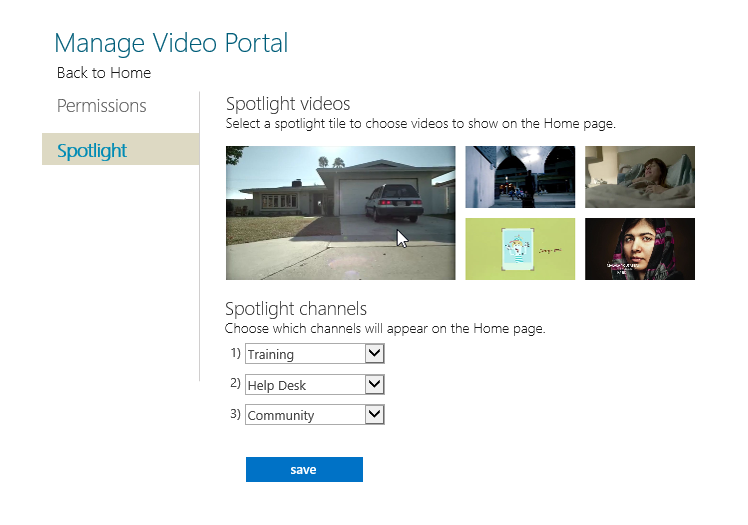 Manage Video Portal
Back to Home
Permissions
Spotlight
Spotlight videos
Select a spotlight tile to choose videos to show on the Home page.
Spotlight channels
Choose which channels will appear on the Home page.
1) Training
2) Help Desk
3) Community
save